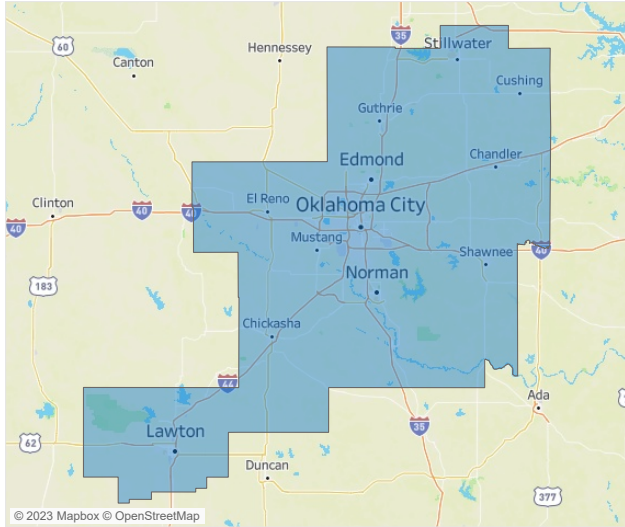 35
Stillwater
60
Hennessey
Canton
Cushing
Guthrie
Edmond
Chandler
Clinton
El Reno
Oklahoma City
40
40
40
Mustang
Shawnee
40
183
Norman
Chickasha
44
Ada
Lawton
35
62
Duncan
377
© 2023 Mapbox © OpenStreetMap